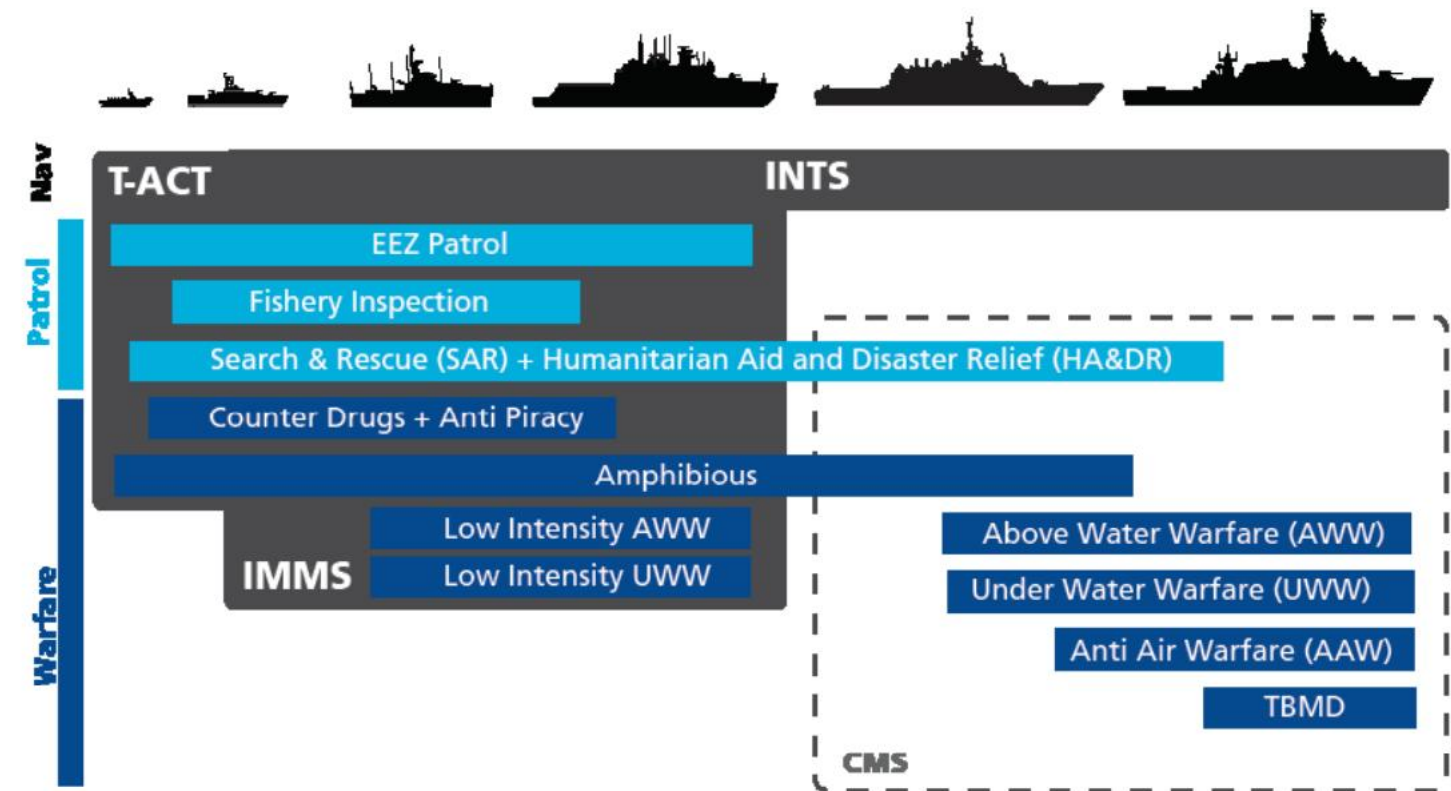 Nav
T-ACT
INTS
Patrol
EEZ Patrol
Fishery Inspection
Search & Rescue (SAR) + Humanitarian Aid and Disaster Relief (HA&DR)
Warfare
Counter Drugs + Anti Piracy
Amphibious
Low Intensity AWW
Low Intensity UWW
IMMS
Above Water Warfare (AWW)
Under Water Warfare (UWW)
Anti Air Warfare (AAW)
TBMD
CMS